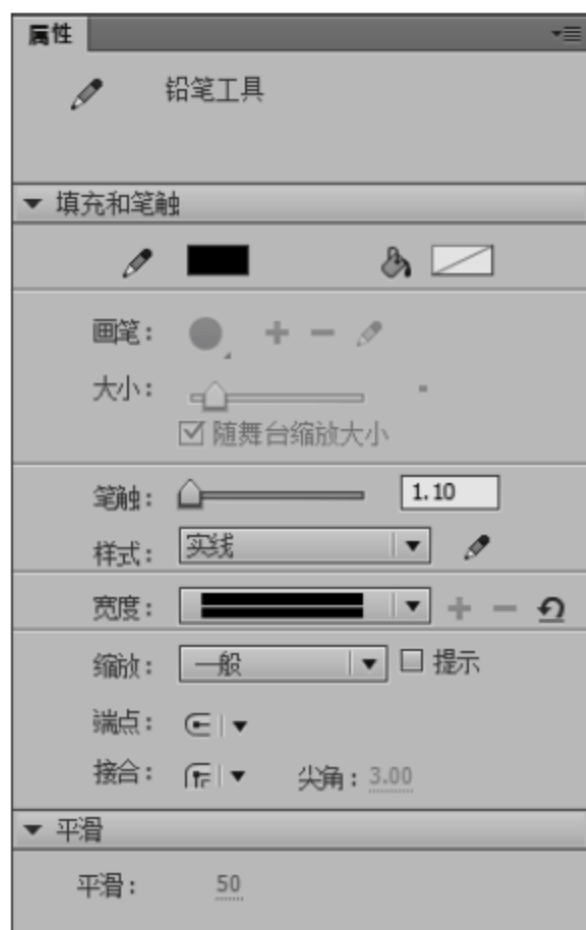 属性
铅笔工具
填充和笔触
画笔：
大小：
随舞台缩放大小
笔触： 1.10
样式： 实线
宽度：
缩放： 一般 提示
端点：
接合： 尖角：3.00
平滑
平滑： 50